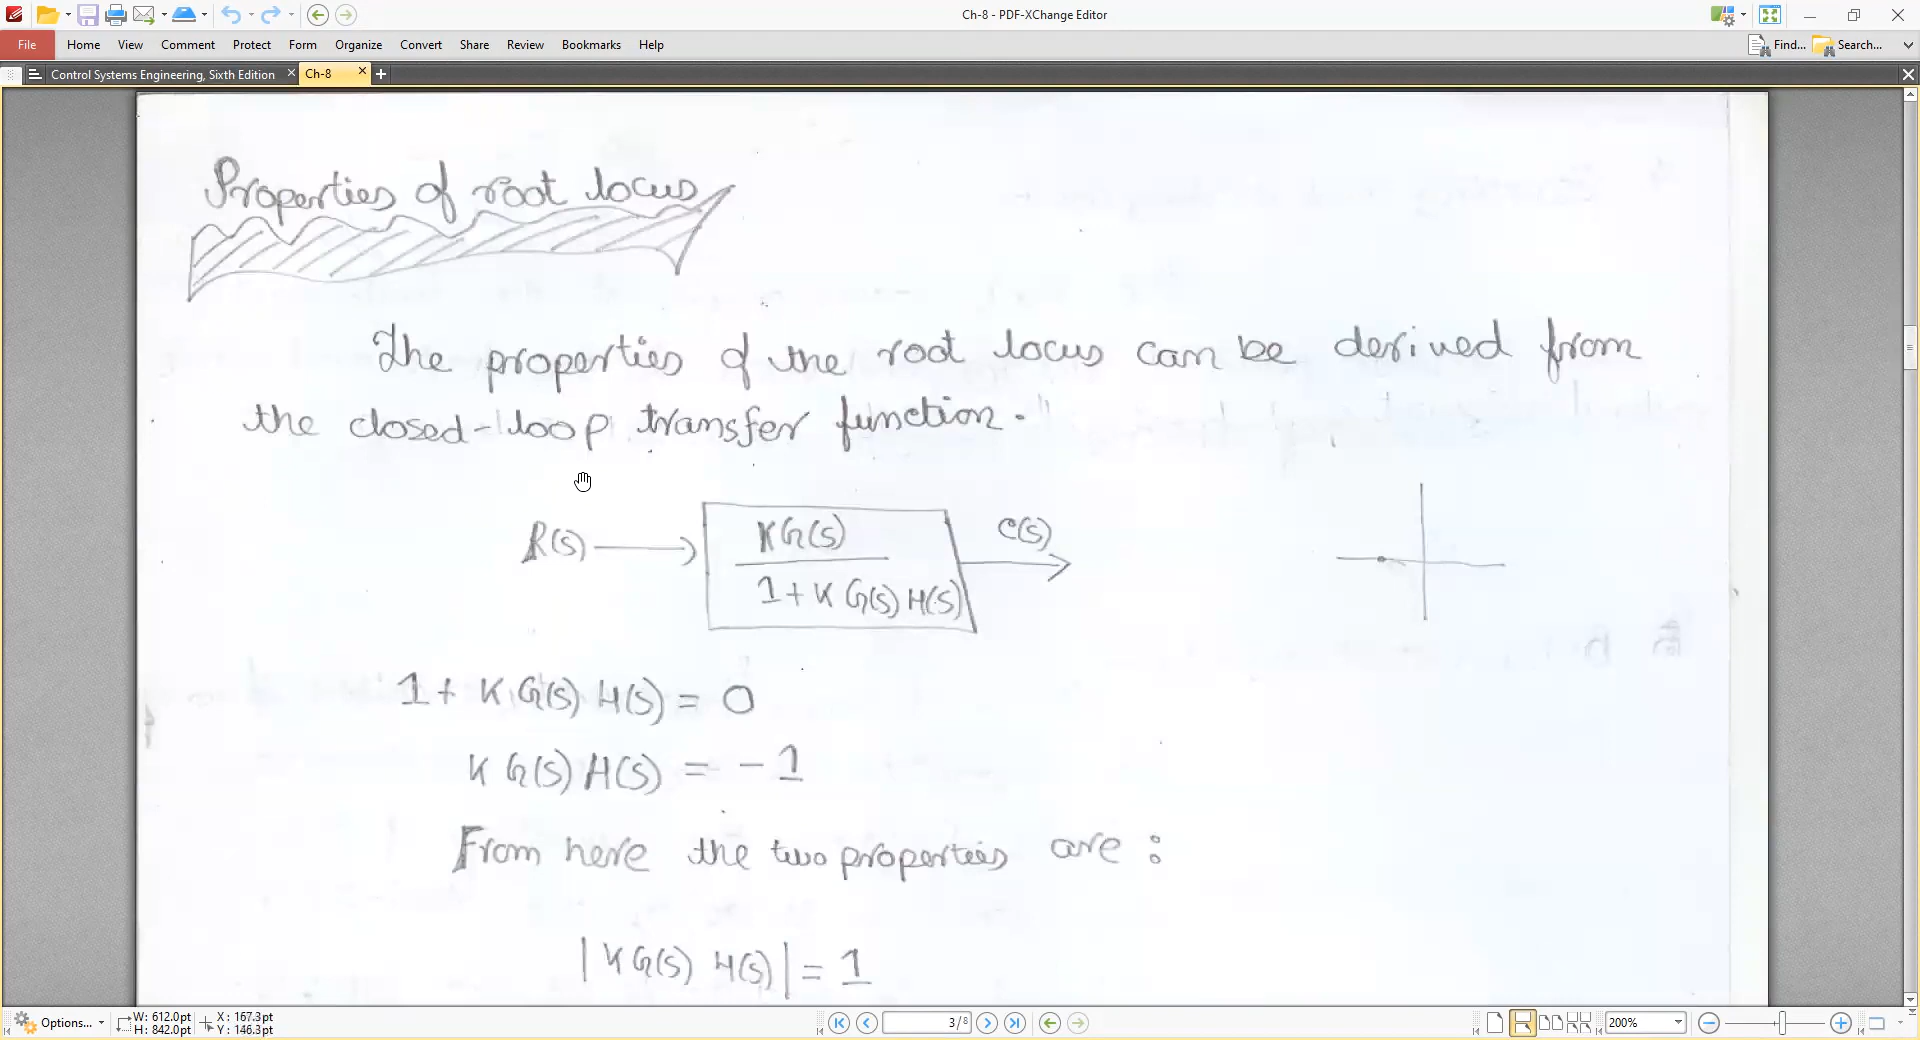 Ch-8 - PDF-XChange Editor
File Home View Comment Protect Form Organize Convert Share Review Bookmarks Help Find... Search...
Control Systems Engineering, Sixth Edition Ch-8
Properties of root locus
The properties of the root locus can be derived from
the closed-loop transfer function.
R(s) KG(s) C(s)
1 + K G(s) H(s)
1 + K G(s) H(s) = 0
K G(s) H(s) = -1
From here the two properties are :
|K G(s) H(s)| = 1
Options... W: 612.0pt X: 167.3pt 3/8 200%
H: 842.0pt Y: 146.3pt